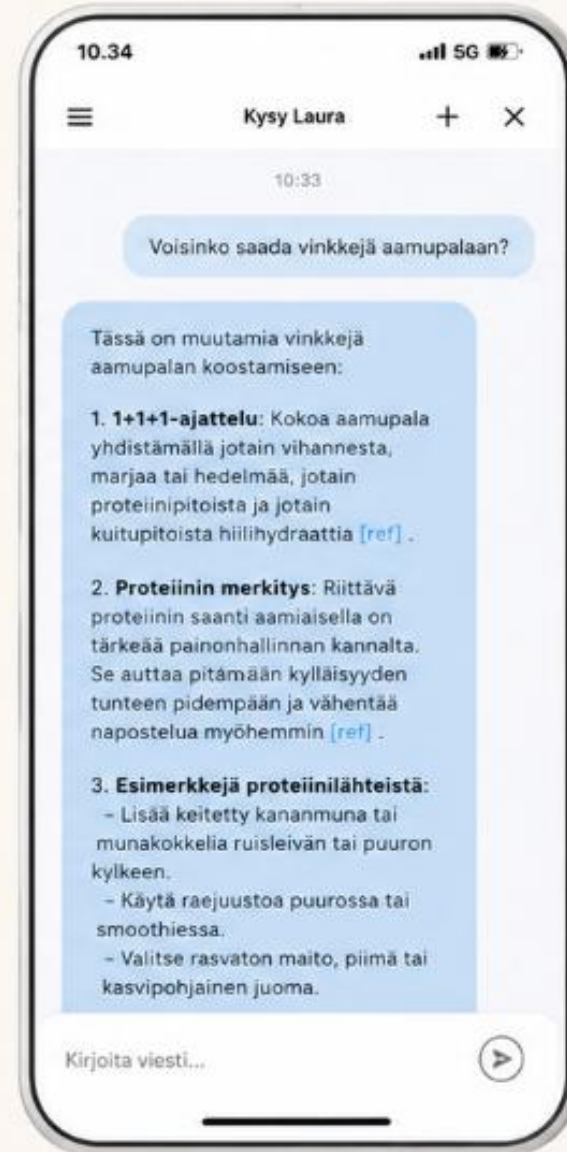 10.34
5G
Kysy Laura
10:33
Voisinko saada vinkkejä aamupalaan?
Tässä on muutamia vinkkejä
aamupalan koostamiseen:
1. 1+1+1-ajattelu: Kokoa aamupala
yhdistämällä jotain vihannesta,
marjaa tai hedelmää, jotain
proteiinipitoista ja jotain
kuitupitoista hiilihydraattia [ref] .
2. Proteiinin merkitys: Riittävä
proteiinin saanti aamiaisella on
tärkeää painonhallinnan kannalta.
Se auttaa pitämään kylläisyyden
tunteen pidempään ja vähentää
napostelua myöhemmin [ref] .
3. Esimerkkejä proteiinilähteistä:
– Lisää keitetty kananmuna tai
munakokkelia ruisleivän tai puuron
kylkeen.
– Käytä raejuustoa puurossa tai
smoothiessa.
– Valitse rasvaton maito, piimä tai
kasvipohjainen juoma.
Kirjoita viesti...